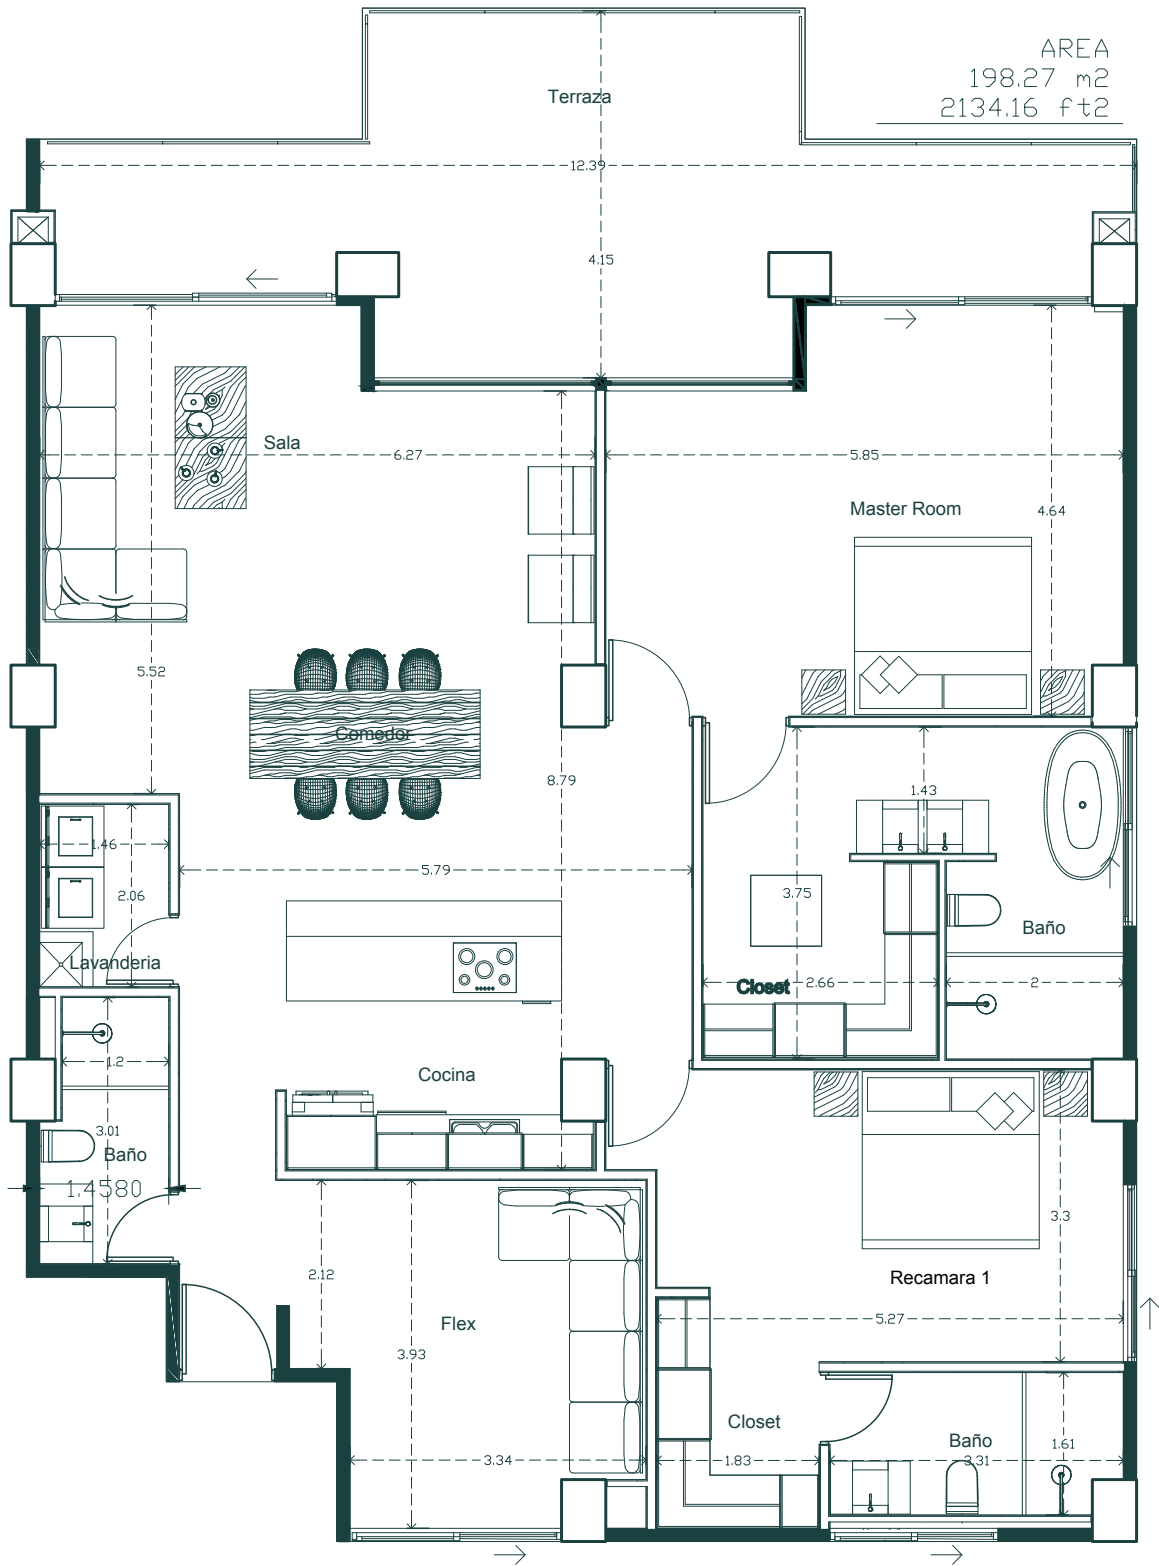 AREA
198.27 m2
2134.16 ft2
Terraza
12.39
4.15
Sala
6.27
5.85
Master Room
4.64
5.52
Comedor
8.79
1.43
1.46
5.79
2.06
3.75
Baño
Lavanderia
Closet
2.66
2
1.2
Cocina
3.01
Baño
1.4580
3.3
2.12
Recamara 1
Flex
5.27
3.93
Closet
Baño
1.61
3.34
1.83
3.31